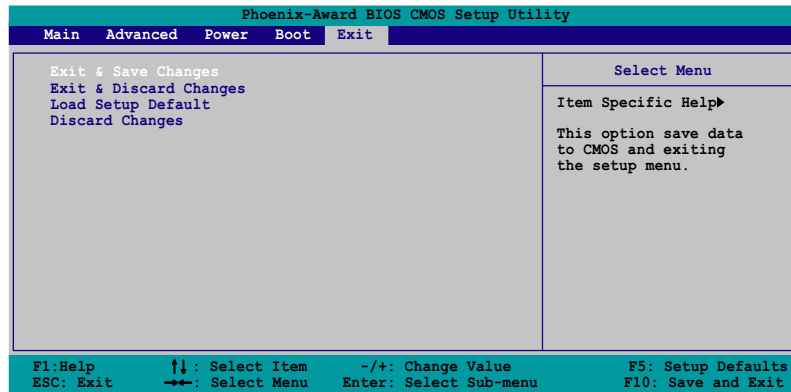 Phoenix-Award BIOS CMOS Setup Utility
Main Advanced Power Boot Exit
Exit & Save Changes
Exit & Discard Changes
Load Setup Default
Discard Changes
Select Menu
Item Specific Help▶
This option save data
to CMOS and exiting
the setup menu.
F1:Help ↑↓: Select Item -/+: Change Value F5: Setup Defaults
ESC: Exit →←: Select Menu Enter: Select Sub-menu F10: Save and Exit